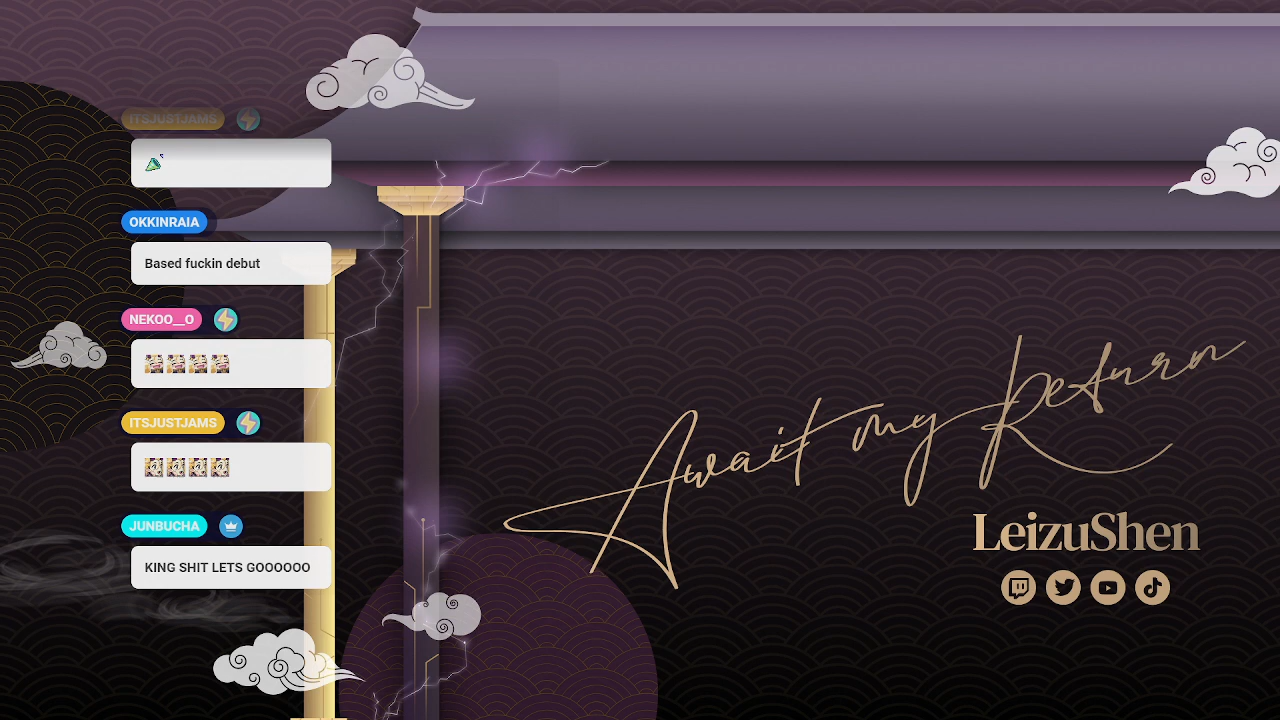 ITSJUSTJAMS
OKKINRAIA
Based fuckin debut
NEKOO__O
ITSJUSTJAMS
JUNBUCHA
KING SHIT LETS GOOOOOO
Await my Return
LeizuShen